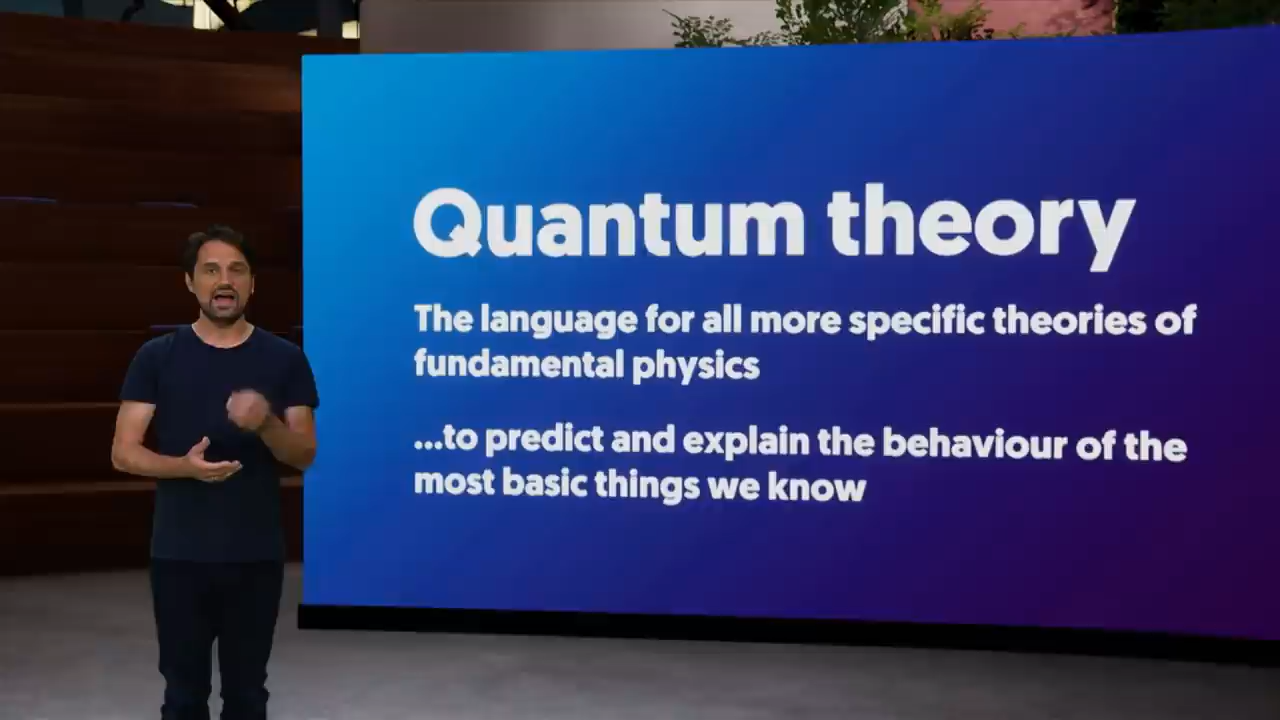 Quantum theory
The language for all more specific theories of
fundamental physics
...to predict and explain the behaviour of the
most basic things we know